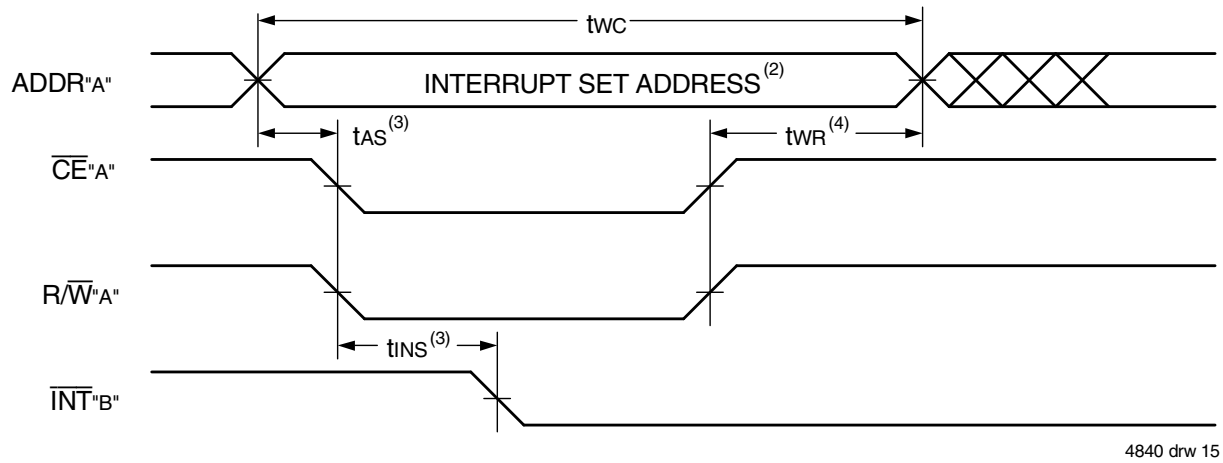 tWC
ADDR"A"
INTERRUPT SET ADDRESS(2)
tAS(3)
tWR(4)
CE"A"
R/W"A"
tINS(3)
INT"B"
4840 drw 15